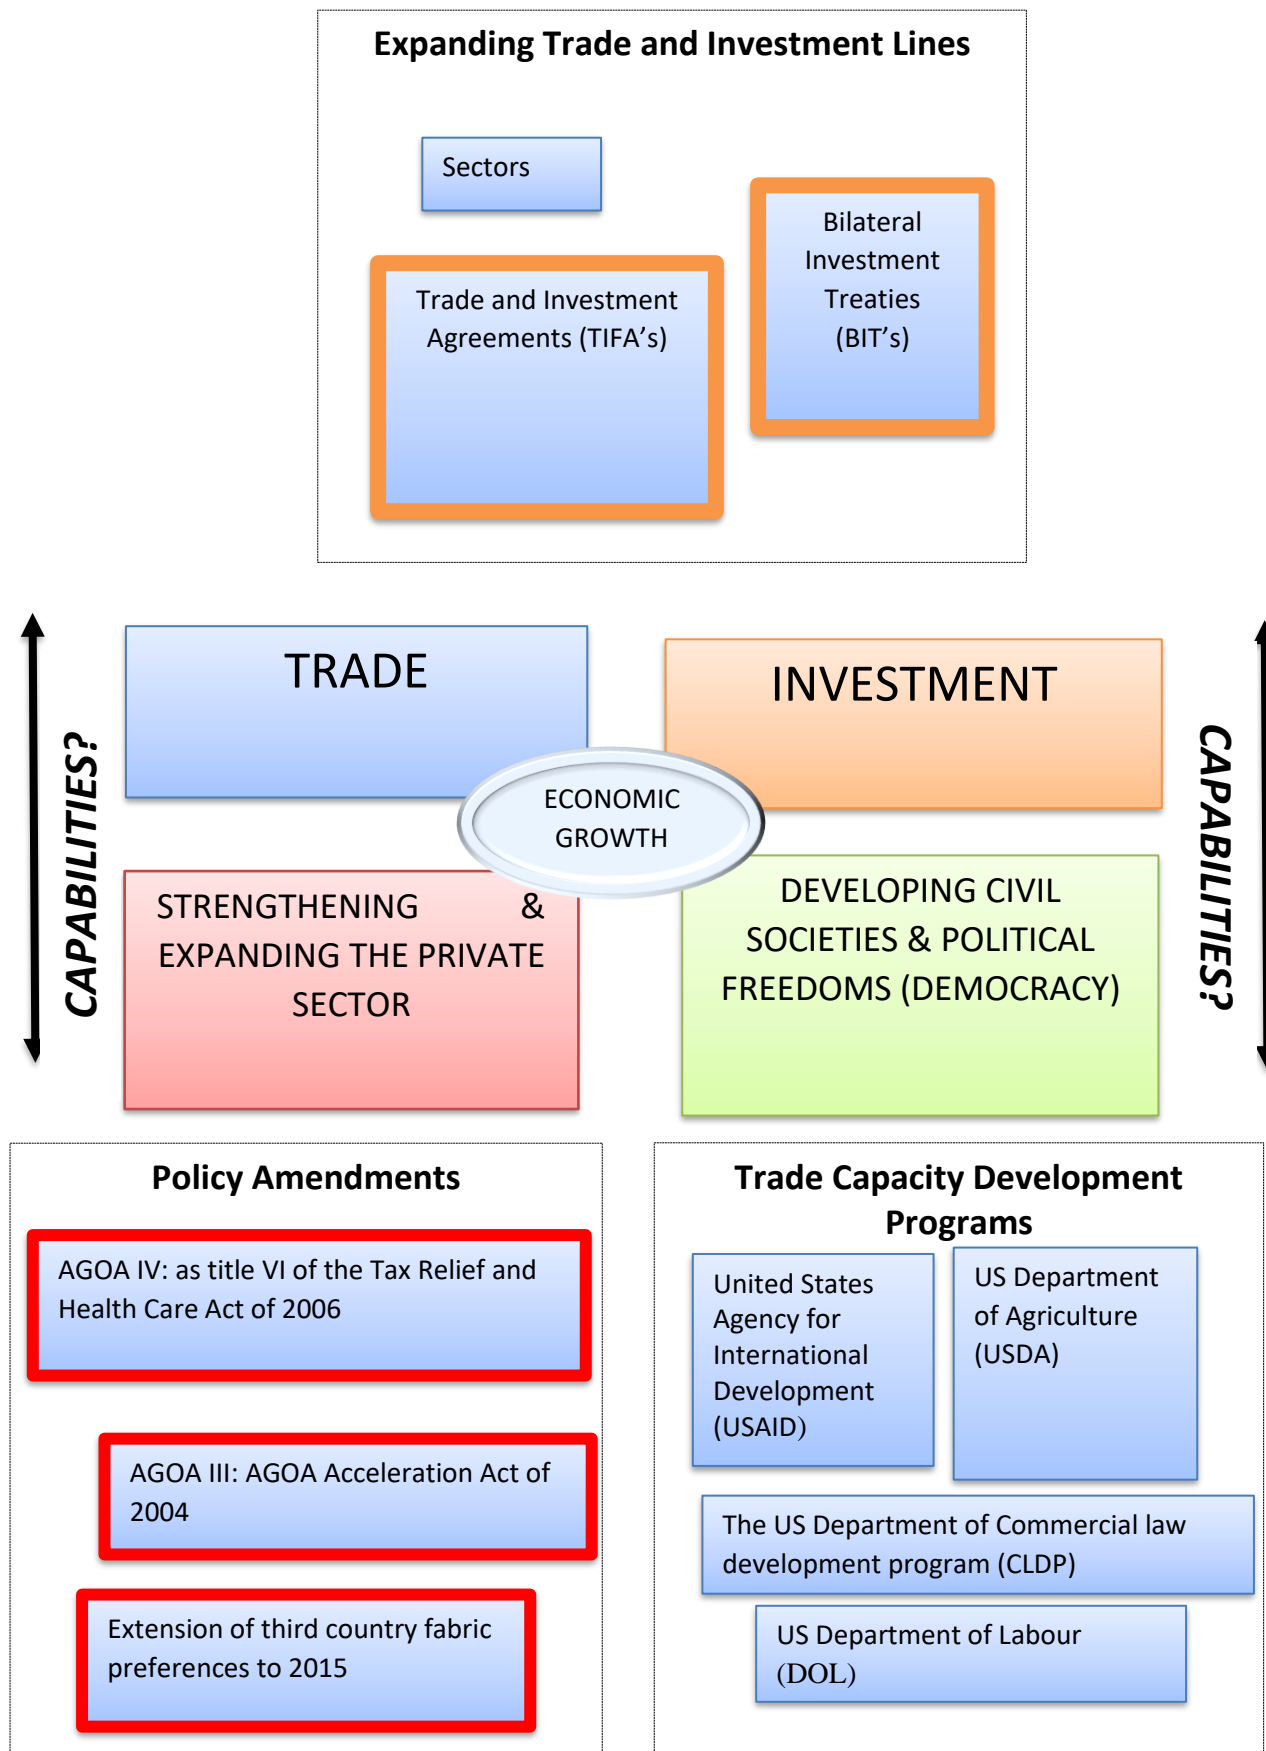 Expanding Trade and Investment Lines
Sectors
Bilateral
Investment
Treaties
(BIT’s)
Trade and Investment
Agreements (TIFA’s)
CAPABILITIES?
TRADE
INVESTMENT
CAPABILITIES?
ECONOMIC
GROWTH
STRENGTHENING &
EXPANDING THE PRIVATE
SECTOR
DEVELOPING CIVIL
SOCIETIES & POLITICAL
FREEDOMS (DEMOCRACY)
Policy Amendments
AGOA IV: as title VI of the Tax Relief and
Health Care Act of 2006
AGOA III: AGOA Acceleration Act of
2004
Extension of third country fabric
preferences to 2015
Trade Capacity Development
Programs
United States
Agency for
International
Development
(USAID)
US Department
of Agriculture
(USDA)
The US Department of Commercial law
development program (CLDP)
US Department of Labour
(DOL)